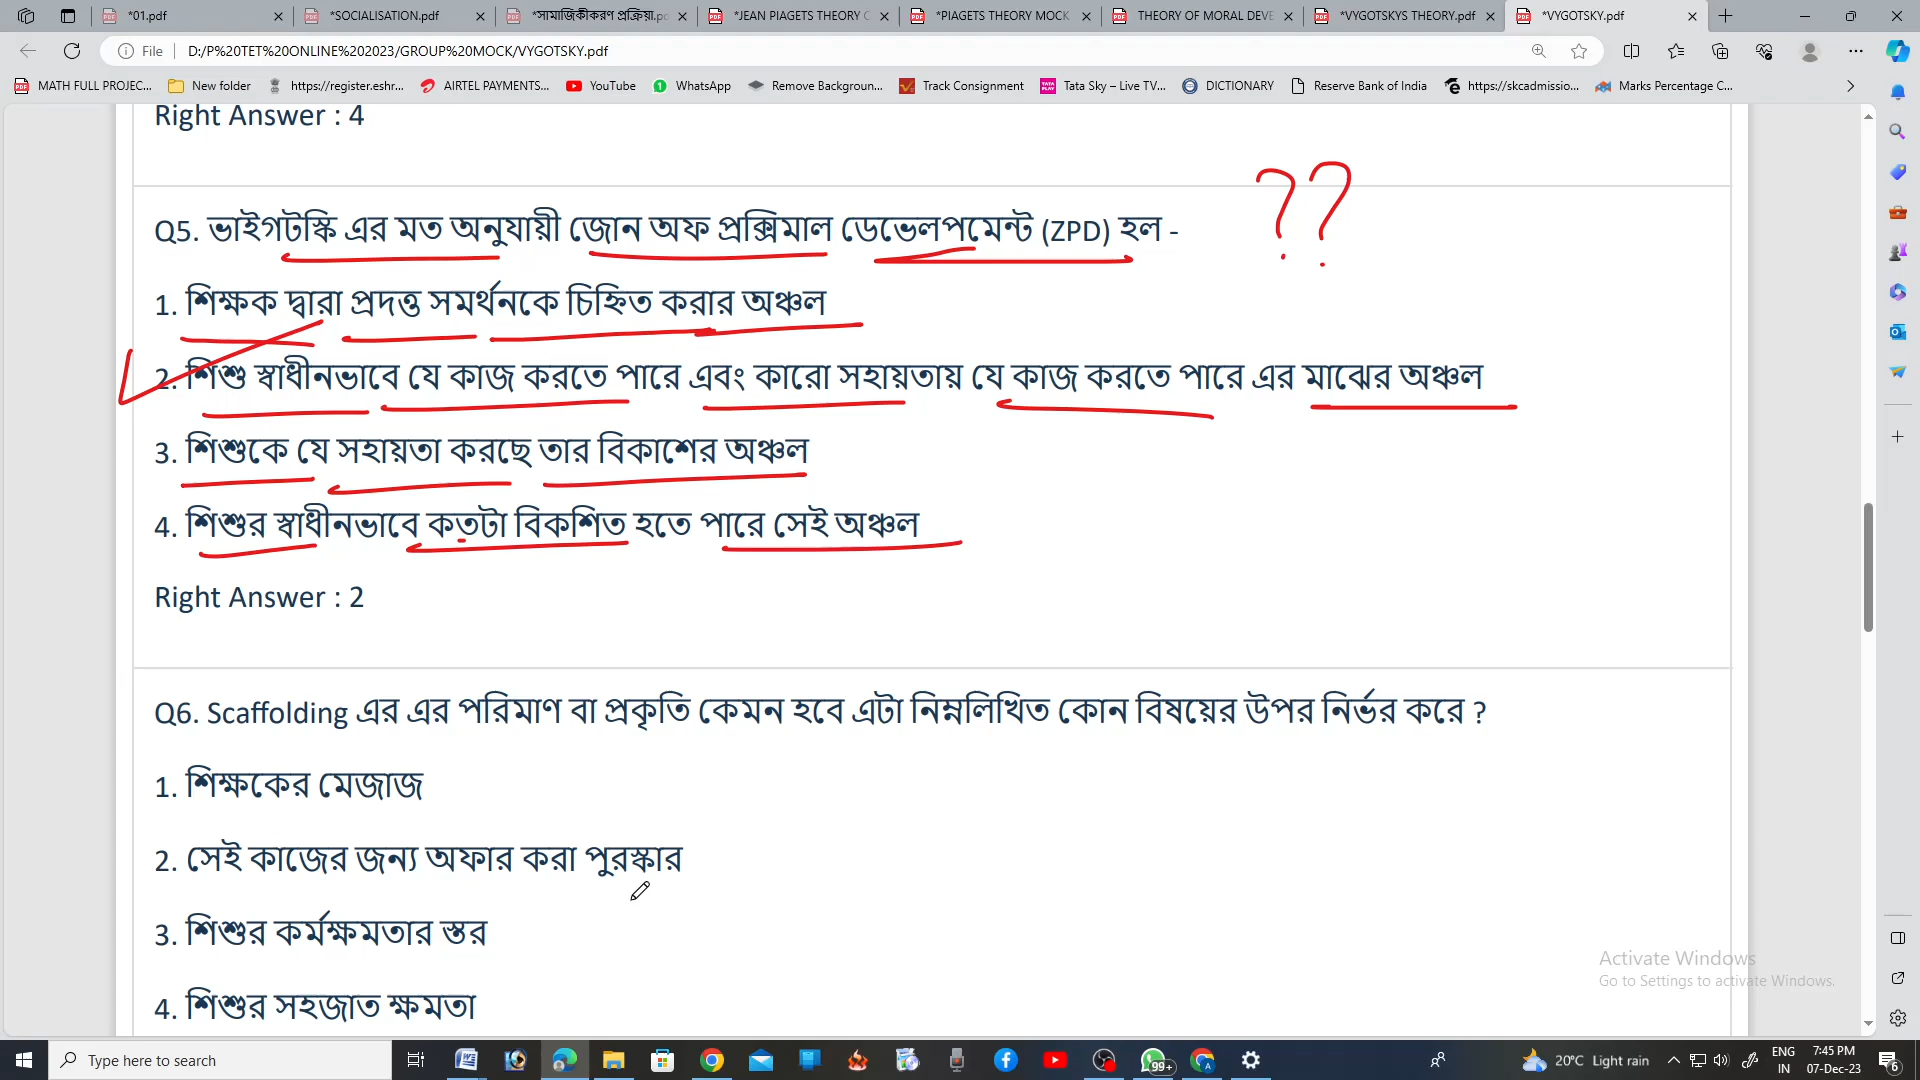 *01.pdf
*SOCIALISATION.pdf
*সামাজিকীকরণ প্রক্রিয়া.pd
*JEAN PIAGETS THEORY C
*PIAGETS THEORY MOCK
THEORY OF MORAL DEVE
*VYGOTSKYS THEORY.pdf
*VYGOTSKY.pdf
File D:/P%20TET%20ONLINE%202023/GROUP%20MOCK/VYGOTSKY.pdf
MATH FULL PROJEC... New folder https://register.eshr... AIRTEL PAYMENTS... YouTube WhatsApp Remove Backgroun... Track Consignment Tata Sky – Live TV... DICTIONARY Reserve Bank of India https://skcadmissio... Marks Percentage C...
Right Answer : 4
??
Q5. ভাইগটস্কি এর মত অনুযায়ী জোন অফ প্রক্সিমাল ডেভেলপমেন্ট (ZPD) হল -
1. শিক্ষক দ্বারা প্রদত্ত সমর্থনকে চিহ্নিত করার অঞ্চল
2. শিশু স্বাধীনভাবে যে কাজ করতে পারে এবং কারো সহায়তায় যে কাজ করতে পারে এর মাঝের অঞ্চল
3. শিশুকে যে সহায়তা করছে তার বিকাশের অঞ্চল
4. শিশুর স্বাধীনভাবে কতটা বিকশিত হতে পারে সেই অঞ্চল
Right Answer : 2
Q6. Scaffolding এর এর পরিমাণ বা প্রকৃতি কেমন হবে এটা নিম্নলিখিত কোন বিষয়ের উপর নির্ভর করে ?
1. শিক্ষকের মেজাজ
2. সেই কাজের জন্য অফার করা পুরস্কার
3. শিশুর কর্মক্ষমতার স্তর
4. শিশুর সহজাত ক্ষমতা
Activate Windows
Go to Settings to activate Windows.
Type here to search
99+
20°C Light rain
ENG
IN
7:45 PM
07-Dec-23
6